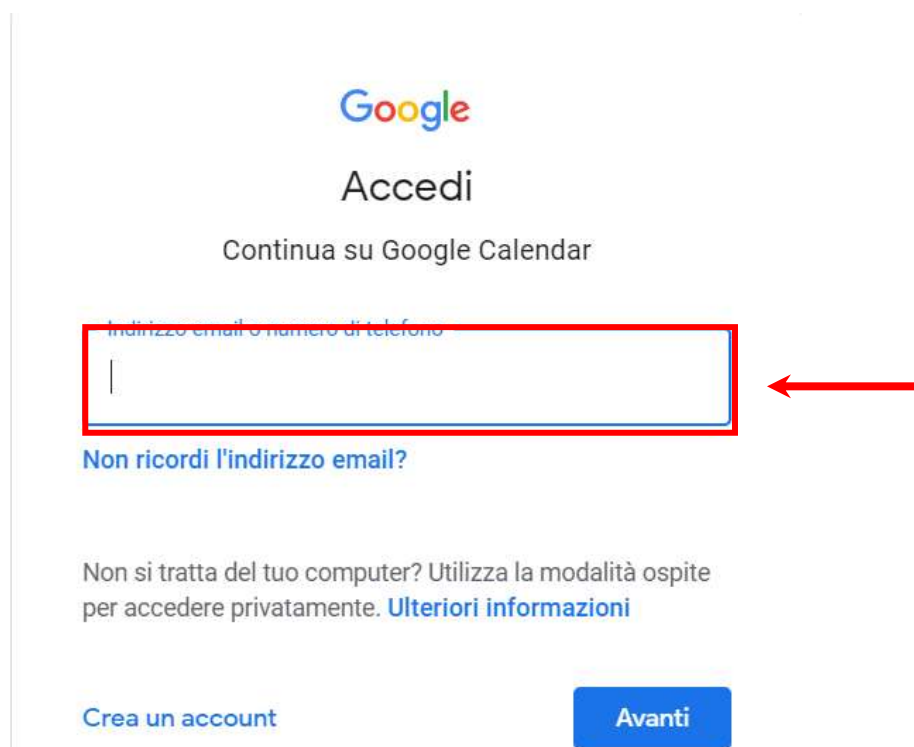 Google
Accedi
Continua su Google Calendar
Indirizzo email o numero di telefono
Non ricordi l'indirizzo email?
Non si tratta del tuo computer? Utilizza la modalità ospite
per accedere privatamente. Ulteriori informazioni
Crea un account
Avanti